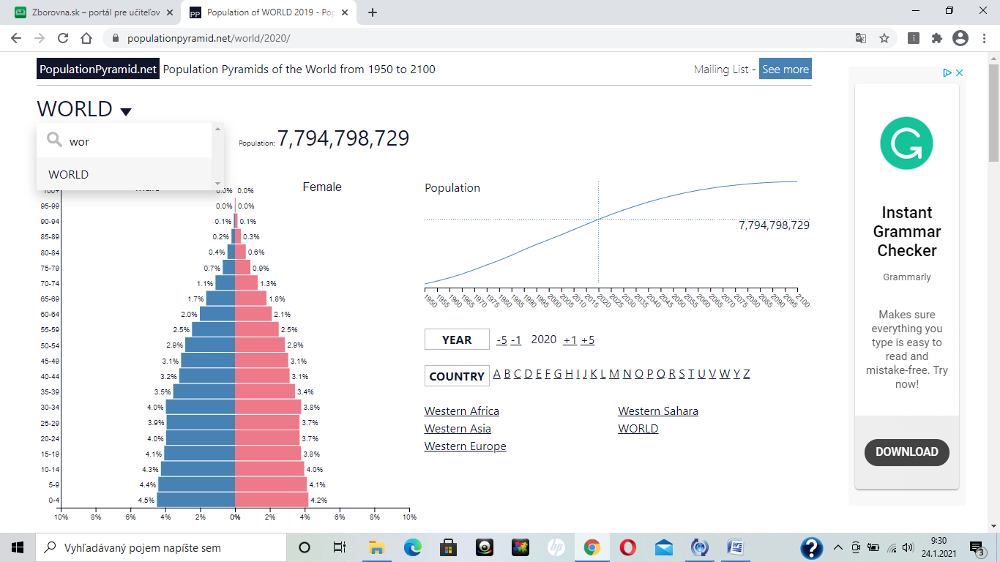 Zborovna.sk – portál pre učiteľov
Population of WORLD 2019 - Po
populationpyramid.net/world/2020/
PopulationPyramid.net Population Pyramids of the World from 1950 to 2100
Mailing List - See more
WORLD
wor
WORLD
Population: 7,794,798,729
Female
100+ 0.0% 0.0%
95-99 0.0% 0.0%
90-94 0.1% 0.1%
85-89 0.2% 0.3%
80-84 0.4% 0.6%
75-79 0.7% 0.9%
70-74 1.1% 1.3%
65-69 1.7% 1.8%
60-64 2.0% 2.1%
55-59 2.5% 2.5%
50-54 2.9% 2.9%
45-49 3.1% 3.1%
40-44 3.2% 3.1%
35-39 3.5% 3.4%
30-34 4.0% 3.8%
25-29 3.9% 3.7%
20-24 4.0% 3.7%
15-19 4.1% 3.8%
10-14 4.3% 4.0%
5-9 4.4% 4.1%
0-4 4.5% 4.2%
10% 8% 6% 4% 2% 0% 2% 4% 6% 8% 10%
Population
7,794,798,729
1950 1955 1960 1965 1970 1975 1980 1985 1990 1995 2000 2005 2010 2015 2020 2025 2030 2035 2040 2045 2050 2055 2060 2065 2070 2075 2080 2085 2090 2095 2100
YEAR -5 -1 2020 +1 +5
COUNTRY A B C D E F G H I J K L M N O P Q R S T U V W Y Z
Western Africa
Western Asia
Western Europe
Western Sahara
WORLD
Instant
Grammar
Checker
Grammarly
Makes sure
everything you
type is easy to
read and
mistake-free. Try
now!
DOWNLOAD
Vyhľadávaný pojem napíšte sem
9:30
24.1.2021
3